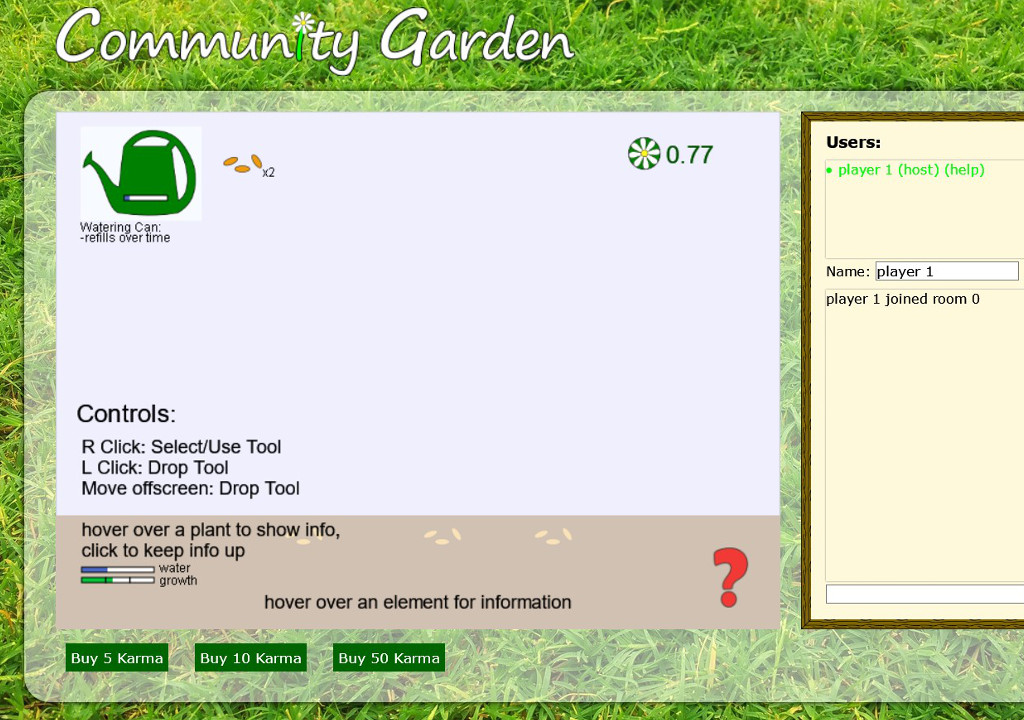 Community Garden
x2
0.77
Watering Can:
-refills over time
Controls:
R Click: Select/Use Tool
L Click: Drop Tool
Move offscreen: Drop Tool
hover over a plant to show info,
click to keep info up
water
growth
hover over an element for information
?
Buy 5 Karma
Buy 10 Karma
Buy 50 Karma
Users:
• player 1 (host) (help)
Name: player 1
player 1 joined room 0